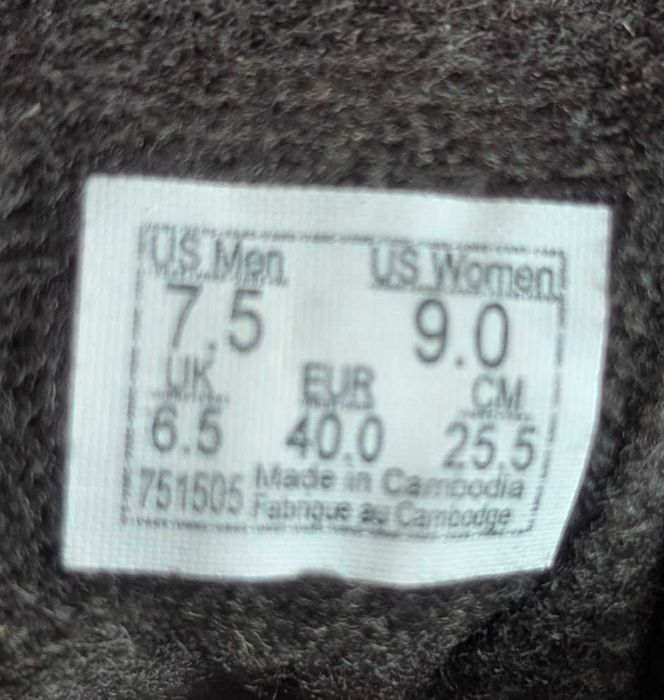 US Men US Women
7.5 9.0
UK EUR CM
6.5 40.0 25.5
751505 Made in Cambodia
Fabrique au Cambodge